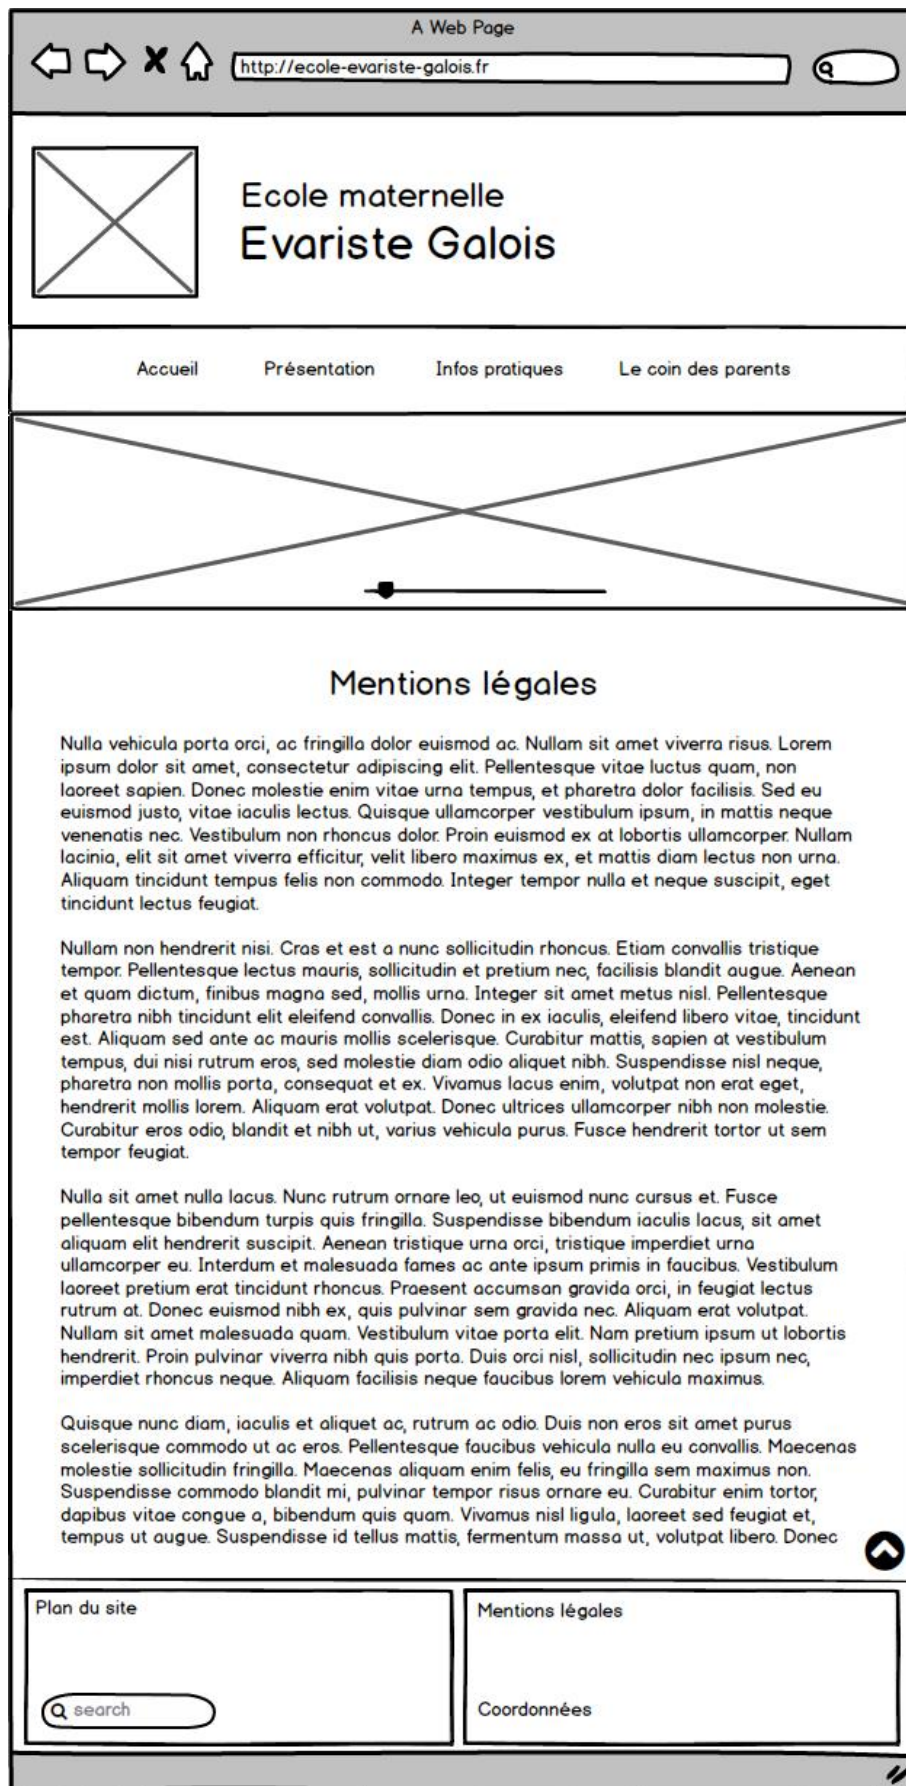 A Web Page
http://ecole-evariste-galois.fr
Ecole maternelle
Evariste Galois
Accueil Présentation Infos pratiques Le coin des parents
Mentions légales
Nulla vehicula porta orci, ac fringilla dolor euismod ac. Nullam sit amet viverra risus. Lorem
ipsum dolor sit amet, consectetur adipiscing elit. Pellentesque vitae luctus quam, non
laoreet sapien. Donec molestie enim vitae urna tempus, et pharetra dolor facilisis. Sed eu
euismod justo, vitae iaculis lectus. Quisque ullamcorper vestibulum ipsum, in mattis neque
venenatis nec. Vestibulum non rhoncus dolor. Proin euismod ex at lobortis ullamcorper. Nullam
lacinia, elit sit amet viverra efficitur, velit libero maximus ex, et mattis diam lectus non urna.
Aliquam tincidunt tempus felis non commodo. Integer tempor nulla et neque suscipit, eget
tincidunt lectus feugiat.
Nullam non hendrerit nisi. Cras et est a nunc sollicitudin rhoncus. Etiam convallis tristique
tempor. Pellentesque lectus mauris, sollicitudin et pretium nec, facilisis blandit augue. Aenean
et quam dictum, finibus magna sed, mollis urna. Integer sit amet metus nisl. Pellentesque
pharetra nibh tincidunt elit eleifend convallis. Donec in ex iaculis, eleifend libero vitae, tincidunt
est. Aliquam sed ante ac mauris mollis scelerisque. Curabitur mattis, sapien at vestibulum
tempus, dui nisi rutrum eros, sed molestie diam odio aliquet nibh. Suspendisse nisl neque,
pharetra non mollis porta, consequat et ex. Vivamus lacus enim, volutpat non erat eget,
hendrerit mollis lorem. Aliquam erat volutpat. Donec ultrices ullamcorper nibh non molestie.
Curabitur eros odio, blandit et nibh ut, varius vehicula purus. Fusce hendrerit tortor ut sem
tempor feugiat.
Nulla sit amet nulla lacus. Nunc rutrum ornare leo, ut euismod nunc cursus et. Fusce
pellentesque bibendum turpis quis fringilla. Suspendisse bibendum iaculis lacus, sit amet
aliquam elit hendrerit suscipit. Aenean tristique urna orci, tristique imperdiet urna
ullamcorper eu. Interdum et malesuada fames ac ante ipsum primis in faucibus. Vestibulum
laoreet pretium erat tincidunt rhoncus. Praesent accumsan gravida orci, in feugiat lectus
rutrum at. Donec euismod nibh ex, quis pulvinar sem gravida nec. Aliquam erat volutpat.
Nullam sit amet malesuada quam. Vestibulum vitae porta elit. Nam pretium ipsum ut lobortis
hendrerit. Proin pulvinar viverra nibh quis porta. Duis orci nisl, sollicitudin nec ipsum nec,
imperdiet rhoncus neque. Aliquam facilisis neque faucibus lorem vehicula maximus.
Quisque nunc diam, iaculis et aliquet ac, rutrum ac odio. Duis non eros sit amet purus
scelerisque commodo ut ac eros. Pellentesque faucibus vehicula nulla eu convallis. Maecenas
molestie sollicitudin fringilla. Maecenas aliquam enim felis, eu fringilla sem maximus non.
Suspendisse commodo blandit mi, pulvinar tempor risus ornare eu. Curabitur enim tortor,
dapibus vitae congue a, bibendum quis quam. Vivamus nisl ligula, laoreet sed feugiat et,
tempus ut augue. Suspendisse id tellus mattis, fermentum massa ut, volutpat libero. Donec
Plan du site
search
Mentions légales
Coordonnées